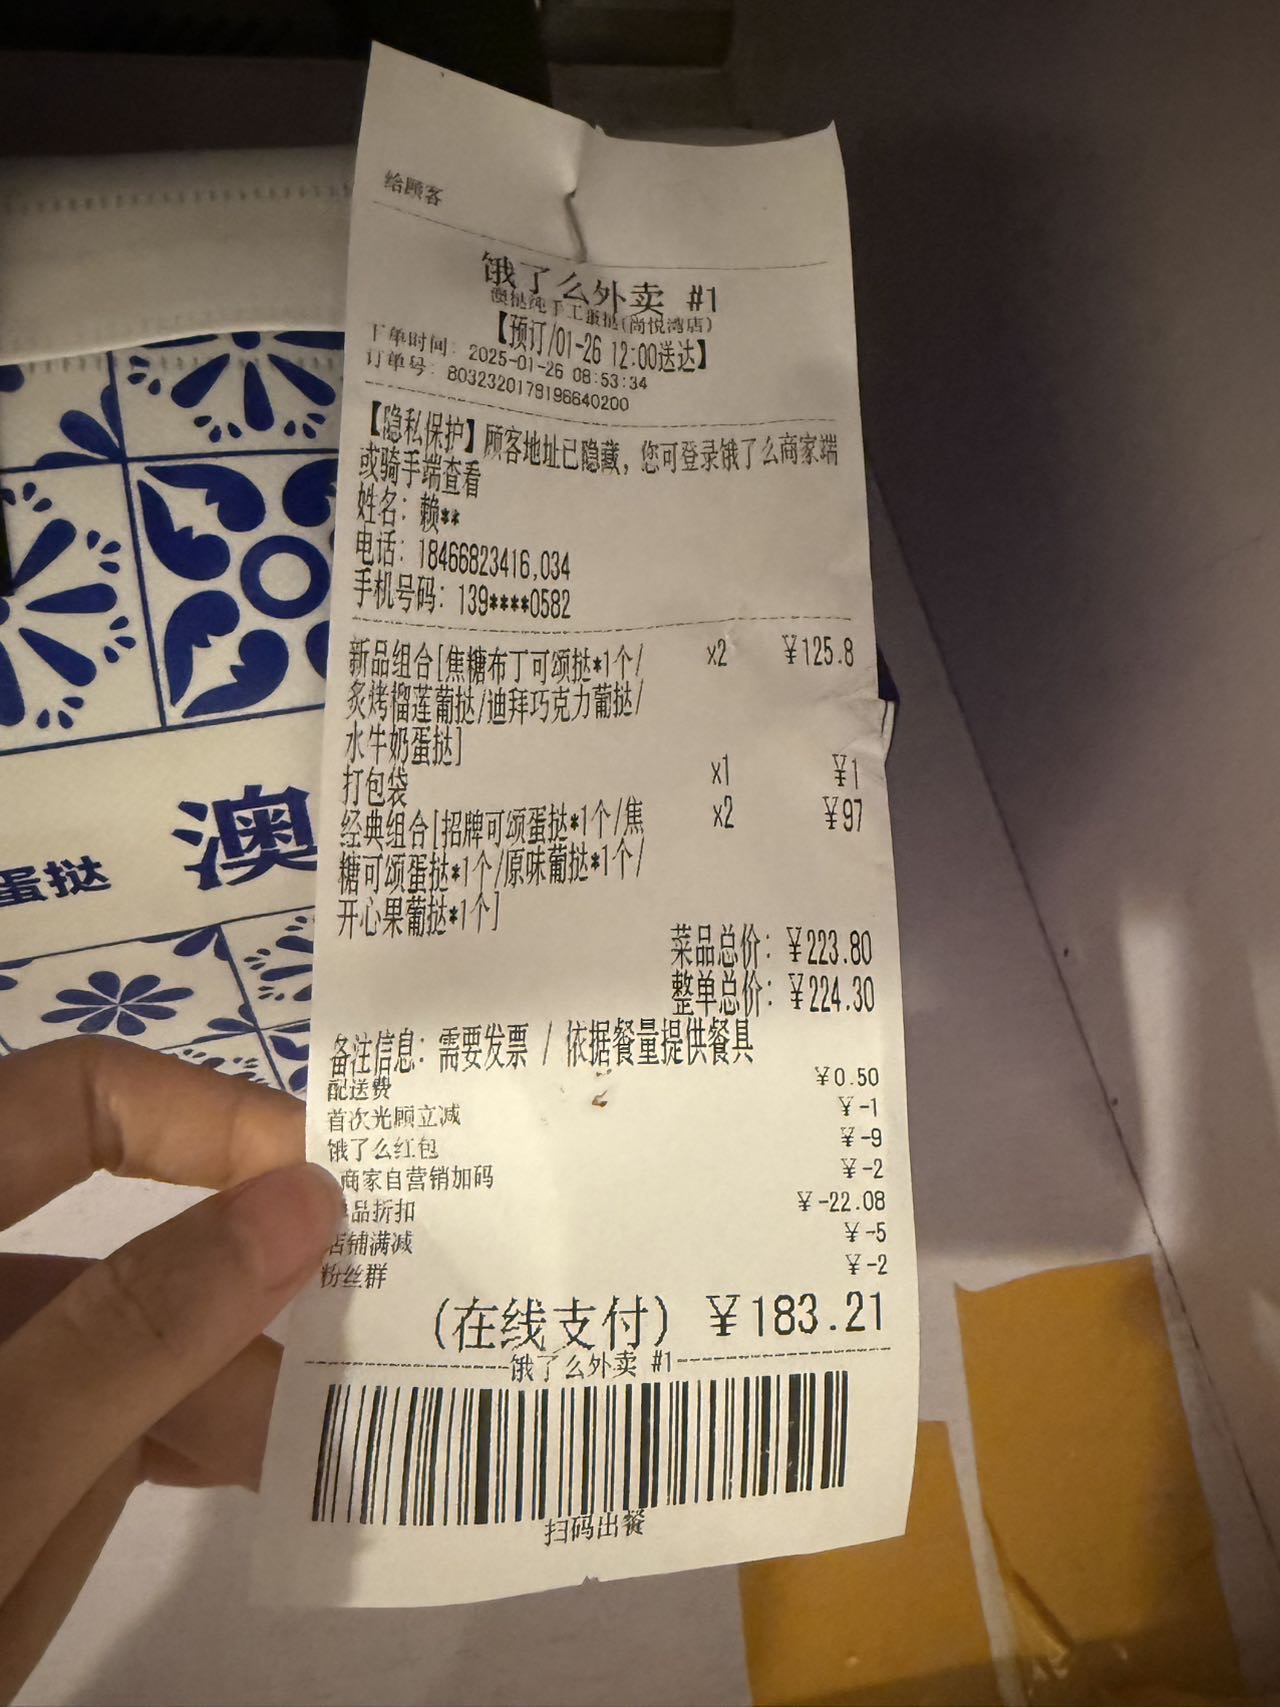 给顾客
饿了么外卖 #1
澳挞纯手工蛋挞(尚悦湾店)
【预订/01-26 12:00送达】
下单时间: 2025-01-26 08:53:34
订单号: 8032320178196640200
【隐私保护】顾客地址已隐藏, 您可登录饿了么商家端
或骑手端查看
姓名: 赖**
电话: 18466823416,034
手机号码: 139****0582
新品组合[焦糖布丁可颂挞*1个/ x2 ¥125.8
炙烤榴莲葡挞/迪拜巧克力葡挞/
水牛奶蛋挞]
打包袋 x1 ¥1
经典组合[招牌可颂蛋挞*1个/焦 x2 ¥97
糖可颂蛋挞*1个/原味葡挞*1个/
开心果葡挞*1个]
菜品总价: ¥223.80
整单总价: ¥224.30
备注信息: 需要发票 / 依据餐量提供餐具
配送费 ¥0.50
首次光顾立减 ¥-1
饿了么红包 ¥-9
商家自营销加码 ¥-2
品折扣 ¥-22.08
店铺满减 ¥-5
粉丝群 ¥-2
(在线支付) ¥183.21
饿了么外卖 #1
扫码出餐
澳
蛋挞